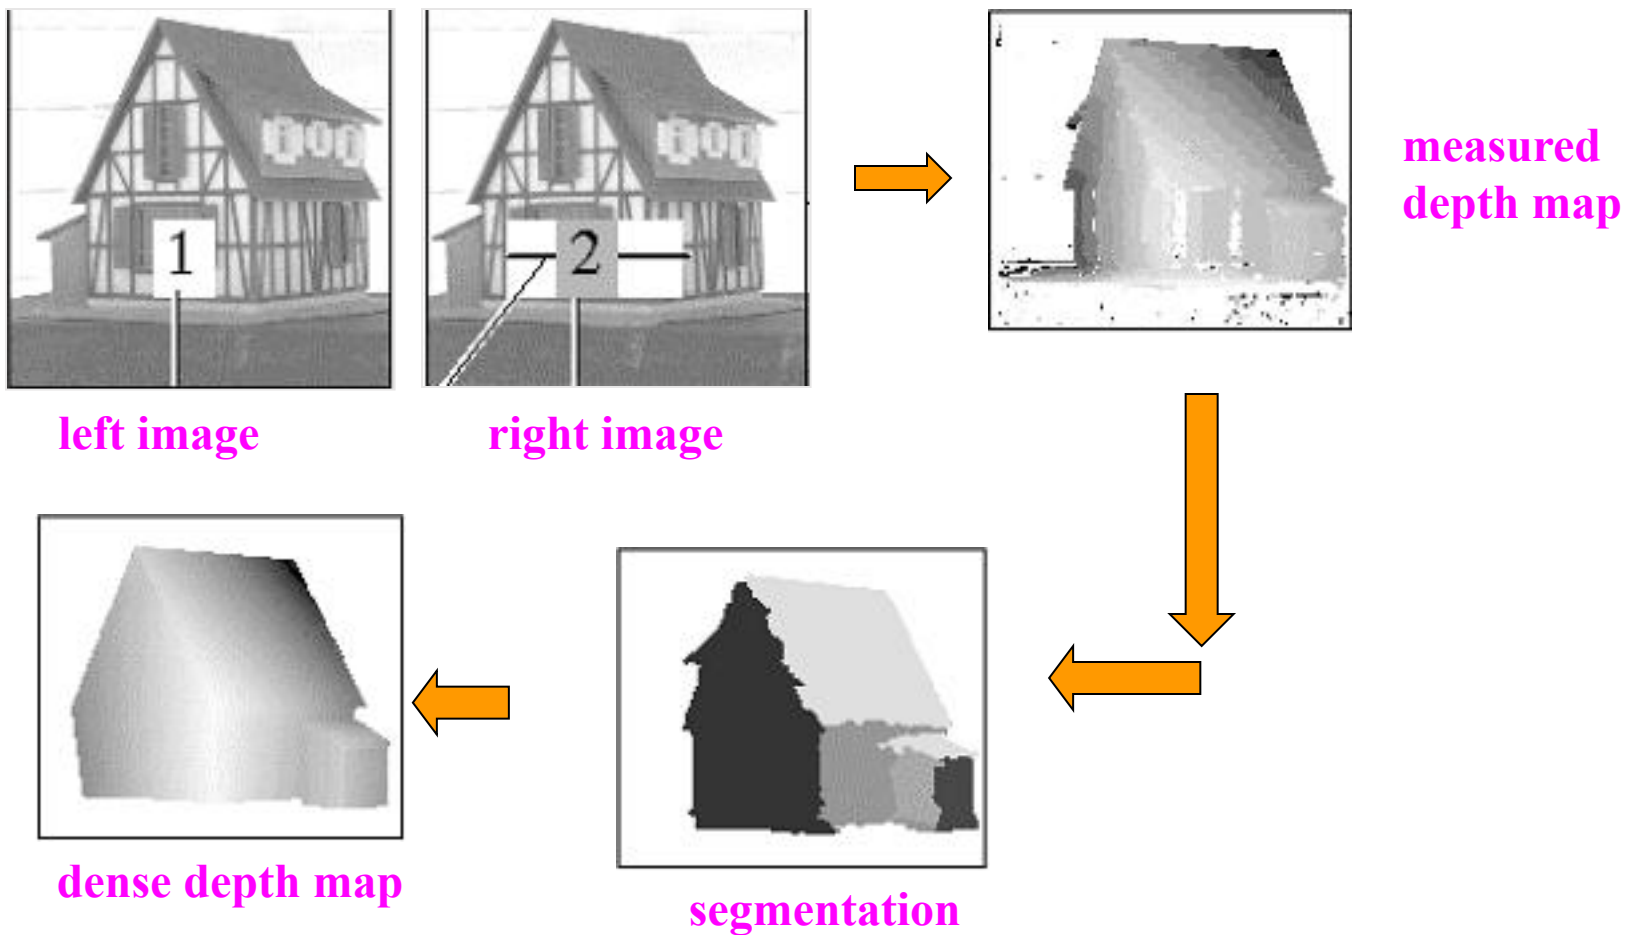 1
2
left image
right image
measured
depth map
dense depth map
segmentation